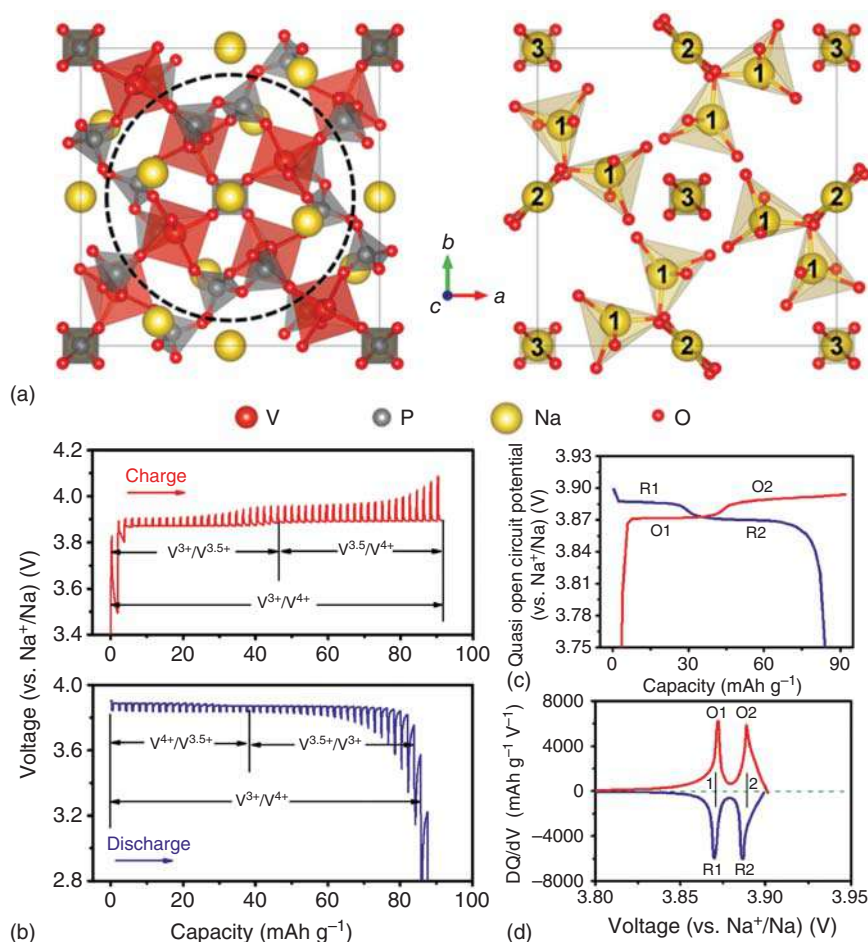 3 2 3
1
1
1
1
2 3 2
1 1
1 1
1 1
3 2 3
b
c a
(a)
V P Na O
4.2
4.0
3.8
3.6
3.4
Charge
V³⁺/V³·⁵⁺ V³·⁵/V⁴⁺
V³⁺/V⁴⁺
0 20 40 60 80 100
4.0
3.6
3.2
2.8
V⁴⁺/V³·⁵⁺ V³·⁵⁺/V³⁺
V³⁺/V⁴⁺
Discharge
0 20 40 60 80 100
Voltage (vs. Na⁺/Na) (V)
Capacity (mAh g⁻¹)
(b)
3.93
3.90
3.87
3.84
3.81
3.78
3.75
R1 O2
O1 R2
0 30 60 90
Quasi open circuit potential
(vs. Na⁺/Na) (V)
Capacity (mAh g⁻¹)
(c)
8000
4000
0
−4000
−8000
O1 O2
1 2
R1 R2
3.80 3.85 3.90 3.95
DQ/dV (mAh g⁻¹ V⁻¹)
Voltage (vs. Na⁺/Na) (V)
(d)